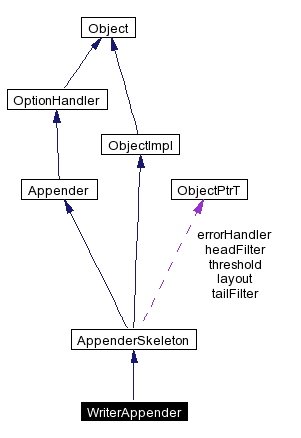 Object
OptionHandler
ObjectImpl
Appender
ObjectPtrT
errorHandler
headFilter
threshold
layout
tailFilter
AppenderSkeleton
WriterAppender